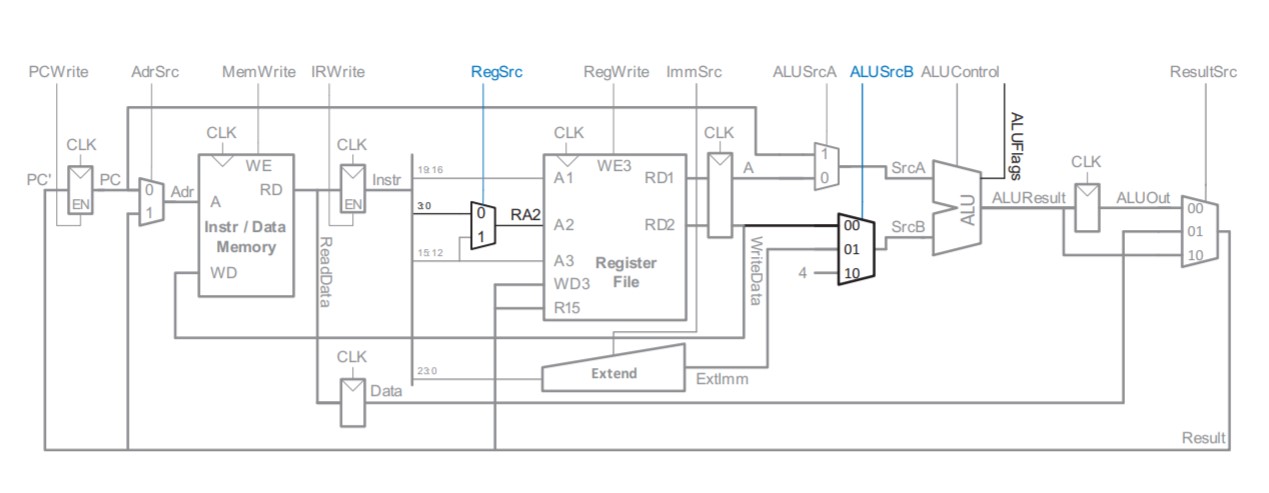 PCWrite AdrSrc MemWrite IRWrite RegSrc RegWrite ImmSrc ALUSrcA ALUSrcB ALUControl ResultSrc
ALUFlags
CLK CLK CLK CLK CLK CLK
PC' PC EN
0 Adr
1
WE
A RD
Instr / Data
Memory
WD
ReadData
EN Instr
19:16
3:0
15:12
23:0
0 RA2
1
WE3
A1 RD1
A2 RD2
A3
WD3
R15
Register
File
A
WriteData
1
0
SrcA
00
01
4 10
SrcB
ALU
ALUResult
ALUOut
00
01
10
CLK
Data
Extend
ExtImm
Result